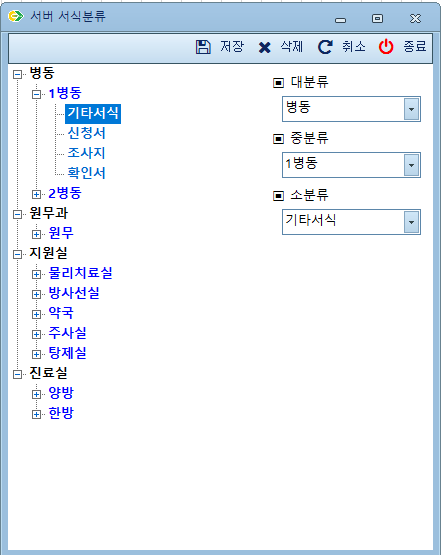 서버 서식분류
저장 삭제 취소 종료
병동
1병동
기타서식
신청서
조사지
확인서
2병동
원무과
원무
지원실
물리치료실
방사선실
약국
주사실
탕제실
진료실
양방
한방
대분류
병동
중분류
1병동
소분류
기타서식